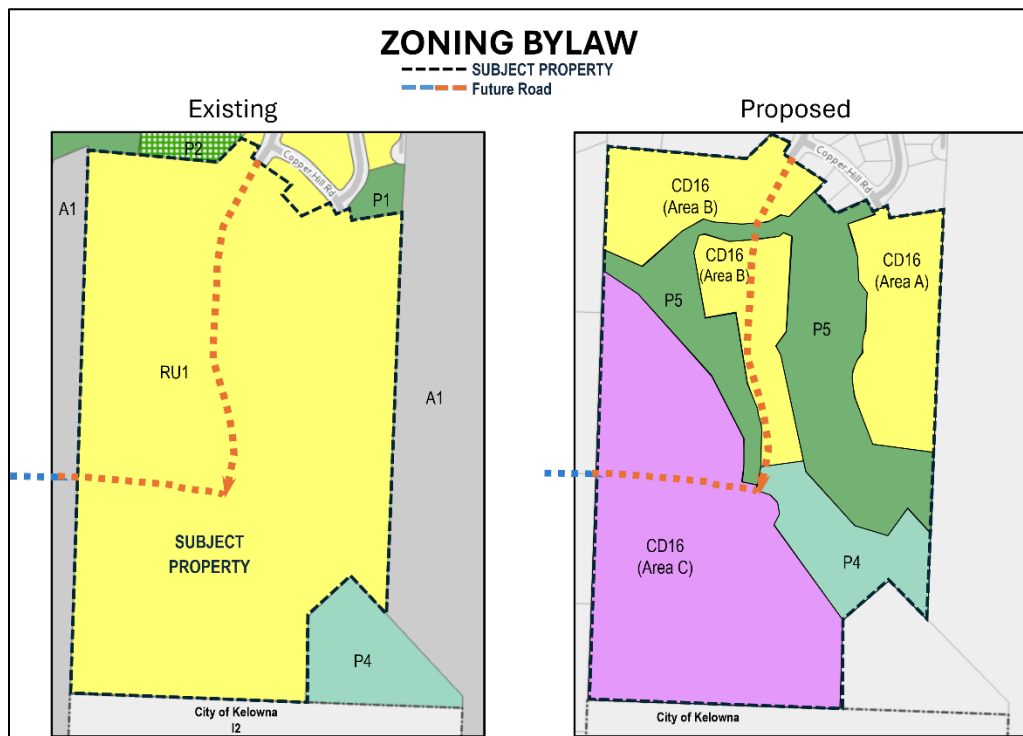 ZONING BYLAW
SUBJECT PROPERTY
Future Road
Existing
P2
Copper Hill Rd
P1
A1
RU1
A1
SUBJECT
PROPERTY
P4
City of Kelowna
I2
Proposed
Copper Hill Rd
CD16
(Area B)
CD16
(Area B)
CD16
(Area A)
P5
P5
CD16
(Area C)
P4
City of Kelowna